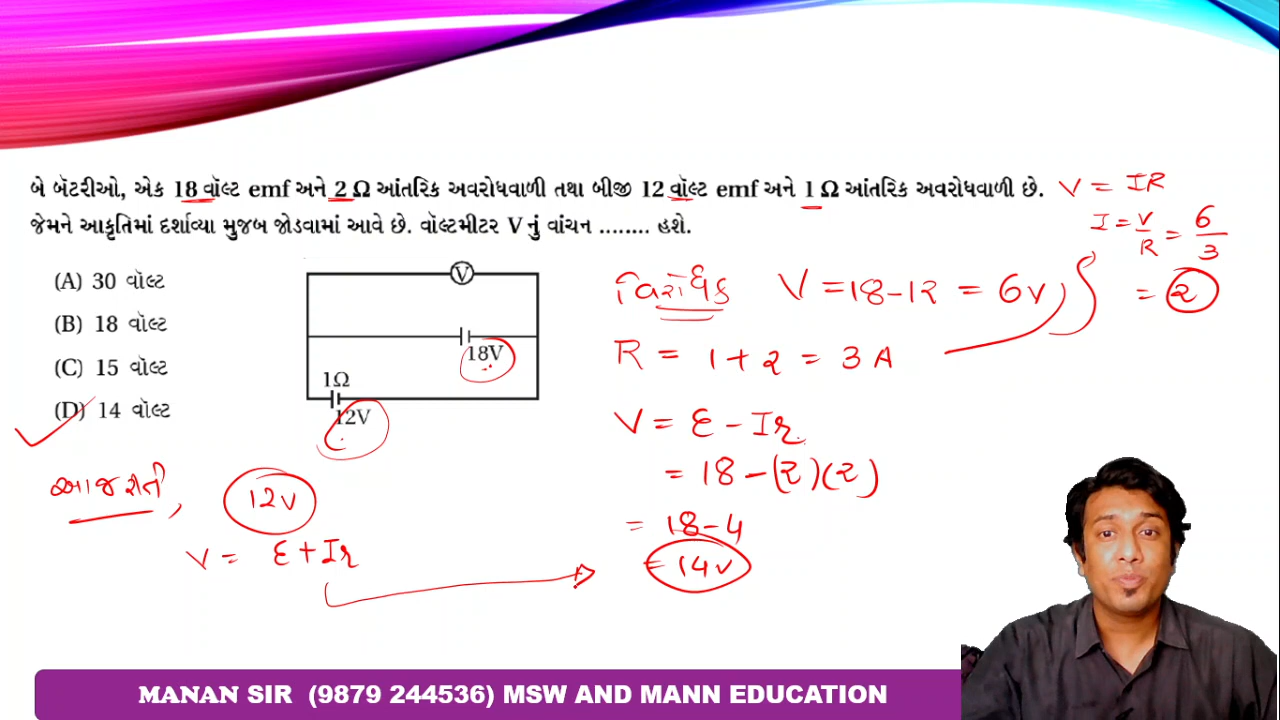 બે બૅટરીઓ, એક 18 વૉલ્ટ emf અને 2 Ω આંતરિક અવરોધવાળી તથા બીજી 12 વૉલ્ટ emf અને 1 Ω આંતરિક અવરોધવાળી છે.
જેમને આકૃતિમાં દર્શાવ્યા મુજબ જોડવામાં આવે છે. વૉલ્ટમીટર V નું વાંચન ........ હશે.
(A) 30 વૉલ્ટ
(B) 18 વૉલ્ટ
(C) 15 વૉલ્ટ
(D) 14 વૉલ્ટ
V
18V
1Ω
12V
V = IR
I = V/R = 6/3
= 2
વિરોધક V = 18 - 12 = 6V
R = 1 + 2 = 3 A
V = ε - Ir
= 18 - (2)(2)
= 18 - 4
= 14V
આજ રીતે, 12V
V = ε + Ir
MANAN SIR (9879 244536) MSW AND MANN EDUCATION